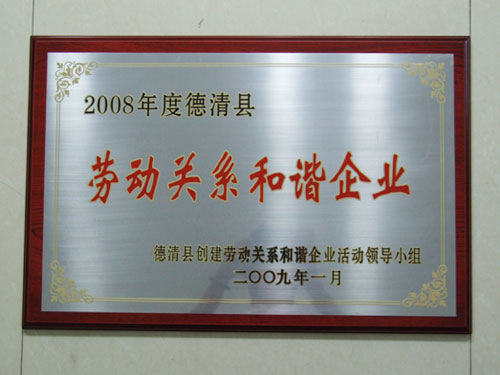 2008年度德清县
劳动关系和谐企业
德清县创建劳动关系和谐企业活动领导小组
二〇〇九年一月